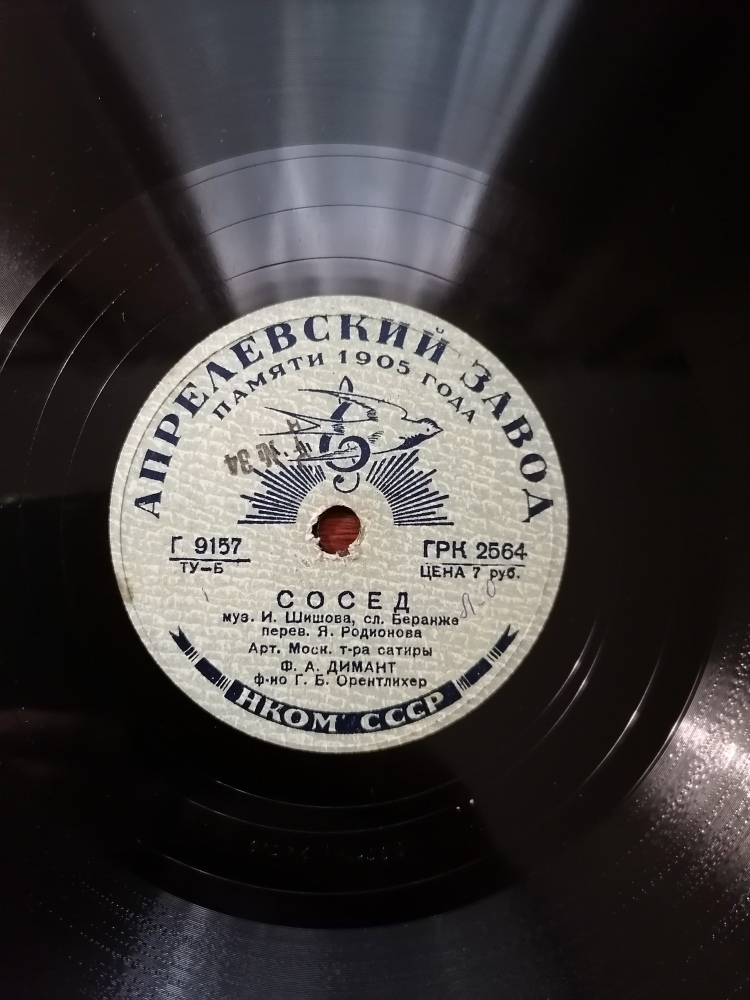 АПРЕЛЕВСКИЙ ЗАВОД
ПАМЯТИ 1905 ГОДА
Г 9157
ТУ–Б
ГРК 2564
ЦЕНА 7 руб.
СОСЕД
муз. И. Шишова, сл. Беранже
перев. Я. Родионова
Арт. Моск. т-ра сатиры
Ф. А. ДИМАНТ
ф-но Г. Б. Орентлихер
НКОМ СССР